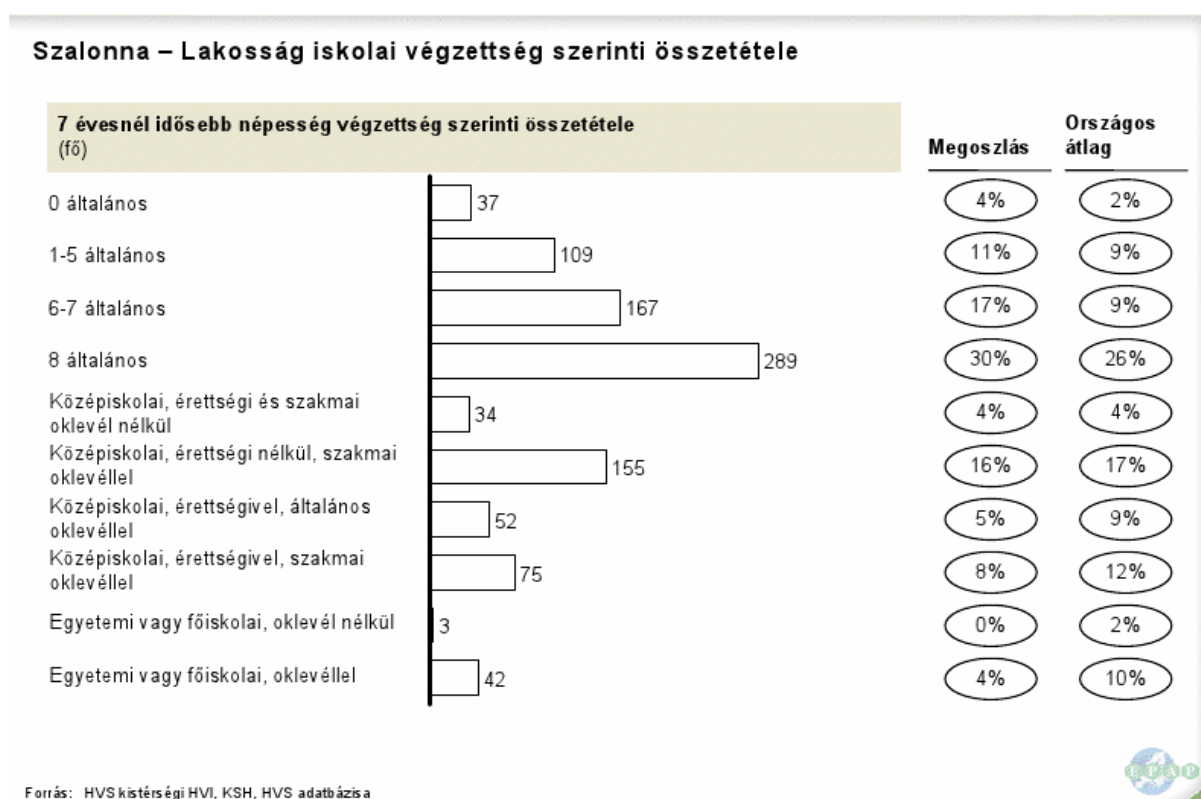 Szalonna – Lakosság iskolai végzettség szerinti összetétele
7 évesnél idősebb népesség végzettség szerinti összetétele
(fő)
Megoszlás
Országos
átlag
0 általános 37 4% 2%
1-5 általános 109 11% 9%
6-7 általános 167 17% 9%
8 általános 289 30% 26%
Középiskolai, érettségi és szakmai
oklevél nélkül 34 4% 4%
Középiskolai, érettségi nélkül, szakmai
oklevéllel 155 16% 17%
Középiskolai, érettségivel, általános
oklevéllel 52 5% 9%
Középiskolai, érettségivel, szakmai
oklevéllel 75 8% 12%
Egyetemi vagy főiskolai, oklevél nélkül 3 0% 2%
Egyetemi vagy főiskolai, oklevéllel 42 4% 10%
Forrás: HVS kistérségi HVI, KSH, HVS adatbázisa
EPAP